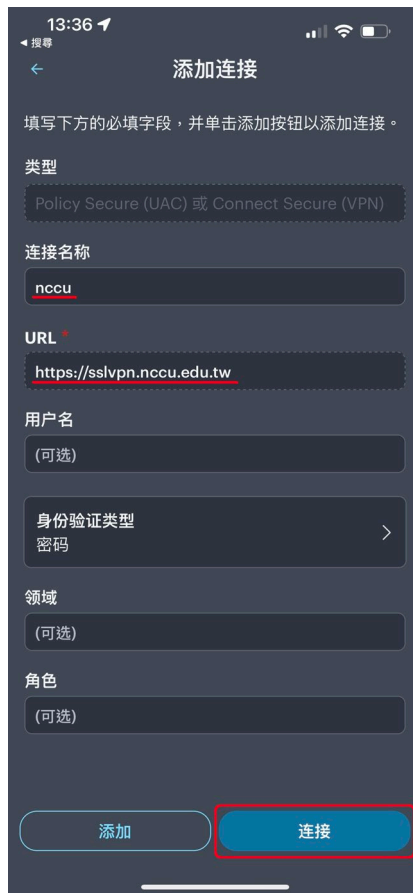 13:36
◀ 搜尋
添加连接
填写下方的必填字段，并单击添加按钮以添加连接。
类型
Policy Secure (UAC) 或 Connect Secure (VPN)
连接名称
nccu
URL *
https://sslvpn.nccu.edu.tw
用户名
(可选)
身份验证类型
密码
领域
(可选)
角色
(可选)
添加
连接